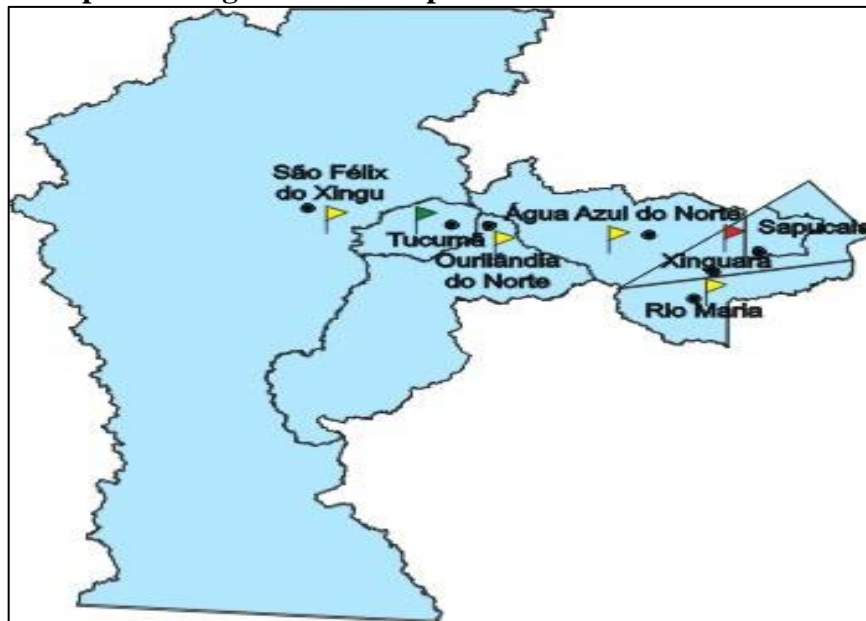 São Félix
do Xingu
Água Azul do Norte
Sapucaia
Tucumã
Ourilândia
do Norte
Xinguara
Rio Maria